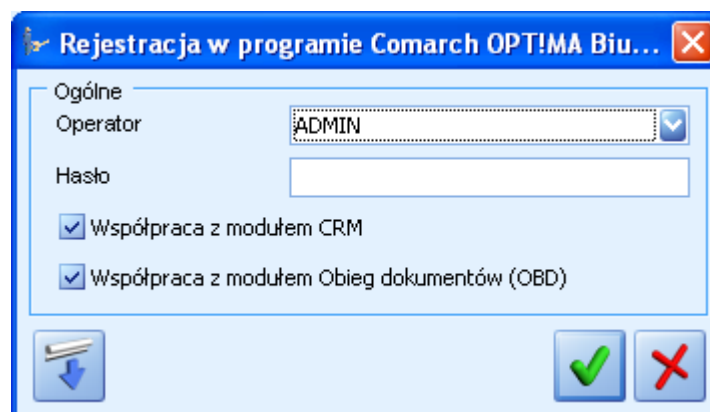 Rejestracja w programie Comarch OPT!MA Biu...
Ogólne
Operator
ADMIN
Hasło
Współpraca z modułem CRM
Współpraca z modułem Obieg dokumentów (OBD)